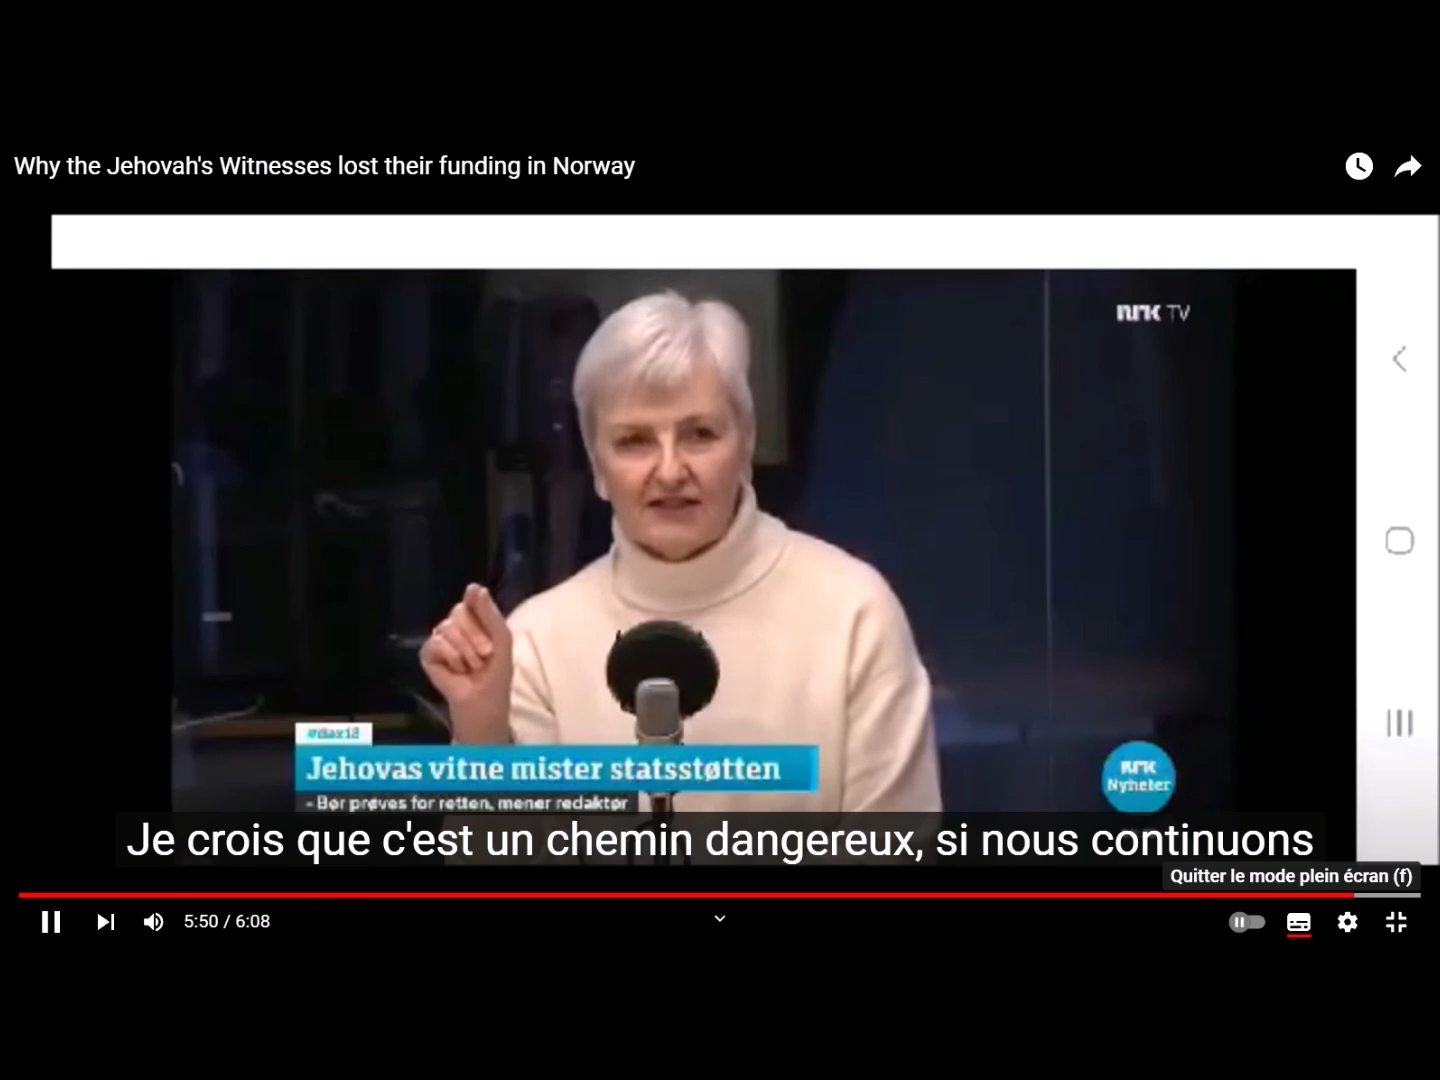 Why the Jehovah's Witnesses lost their funding in Norway
NRK TV
#dax18
Jehovas vitne mister statsstøtten
- Bør prøves for retten, mener redaktør
NRK
Nyheter
Je crois que c'est un chemin dangereux, si nous continuons
Quitter le mode plein écran (f)
5:50 / 6:08